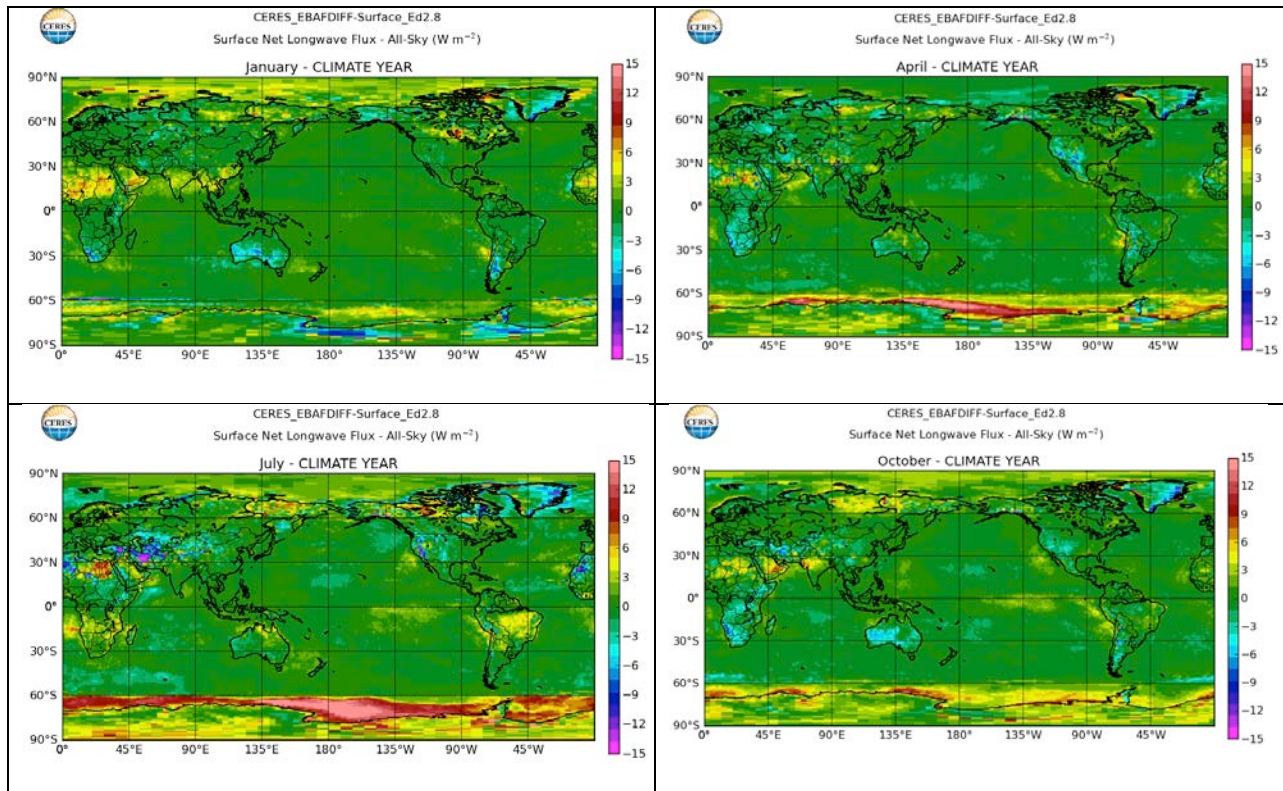 CERES
CERES_EBAFDIFF-Surface_Ed2.8
Surface Net Longwave Flux - All-Sky (W m⁻²)
January - CLIMATE YEAR
90°N
60°N
30°N
0°
30°S
60°S
90°S
0° 45°E 90°E 135°E 180° 135°W 90°W 45°W
15
12
9
6
3
0
−3
−6
−9
−12
−15
CERES
CERES_EBAFDIFF-Surface_Ed2.8
Surface Net Longwave Flux - All-Sky (W m⁻²)
April - CLIMATE YEAR
90°N
60°N
30°N
0°
30°S
60°S
90°S
0° 45°E 90°E 135°E 180° 135°W 90°W 45°W
15
12
9
6
3
0
−3
−6
−9
−12
−15
CERES
CERES_EBAFDIFF-Surface_Ed2.8
Surface Net Longwave Flux - All-Sky (W m⁻²)
July - CLIMATE YEAR
90°N
60°N
30°N
0°
30°S
60°S
90°S
0° 45°E 90°E 135°E 180° 135°W 90°W 45°W
15
12
9
6
3
0
−3
−6
−9
−12
−15
CERES
CERES_EBAFDIFF-Surface_Ed2.8
Surface Net Longwave Flux - All-Sky (W m⁻²)
October - CLIMATE YEAR
90°N
60°N
30°N
0°
30°S
60°S
90°S
0° 45°E 90°E 135°E 180° 135°W 90°W 45°W
15
12
9
6
3
0
−3
−6
−9
−12
−15